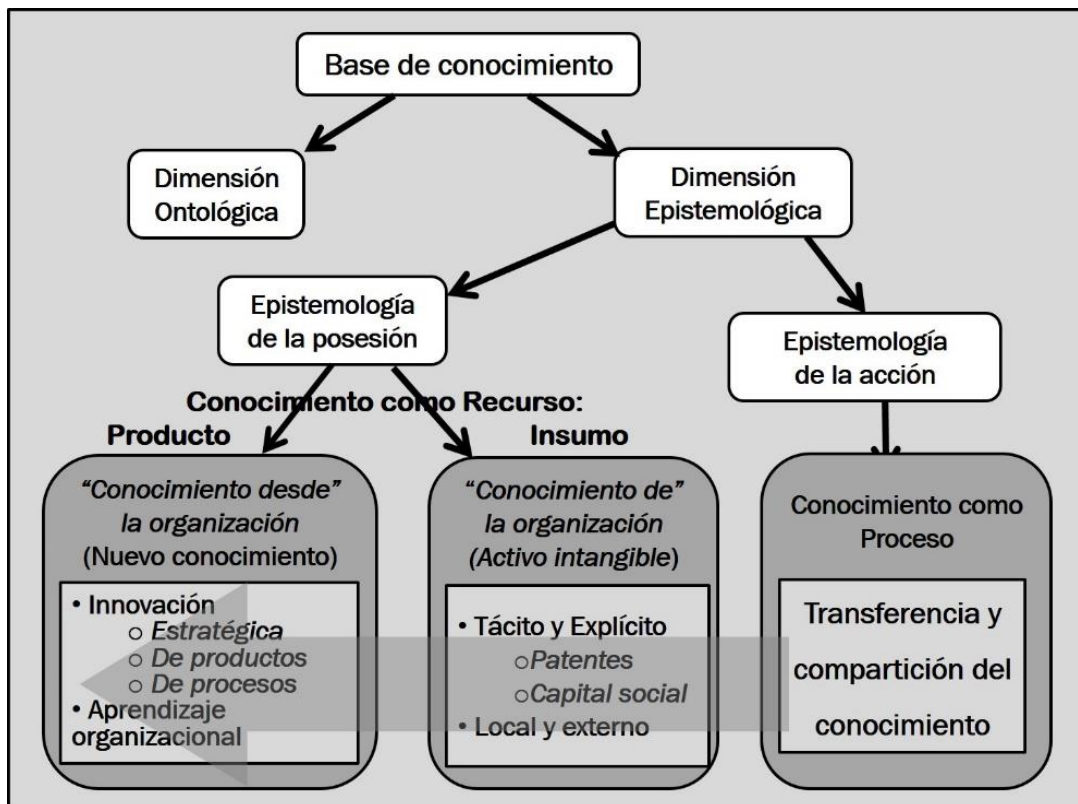 Base de conocimiento
Dimensión
Ontológica
Dimensión
Epistemológica
Epistemología
de la posesión
Epistemología
de la acción
Conocimiento como Recurso:
Producto
Insumo
“Conocimiento desde”
la organización
(Nuevo conocimiento)
• Innovación
o Estratégica
o De productos
o De procesos
• Aprendizaje
organizacional
“Conocimiento de”
la organización
(Activo intangible)
• Tácito y Explícito
oPatentes
oCapital social
• Local y externo
Conocimiento como
Proceso
Transferencia y
compartición del
conocimiento